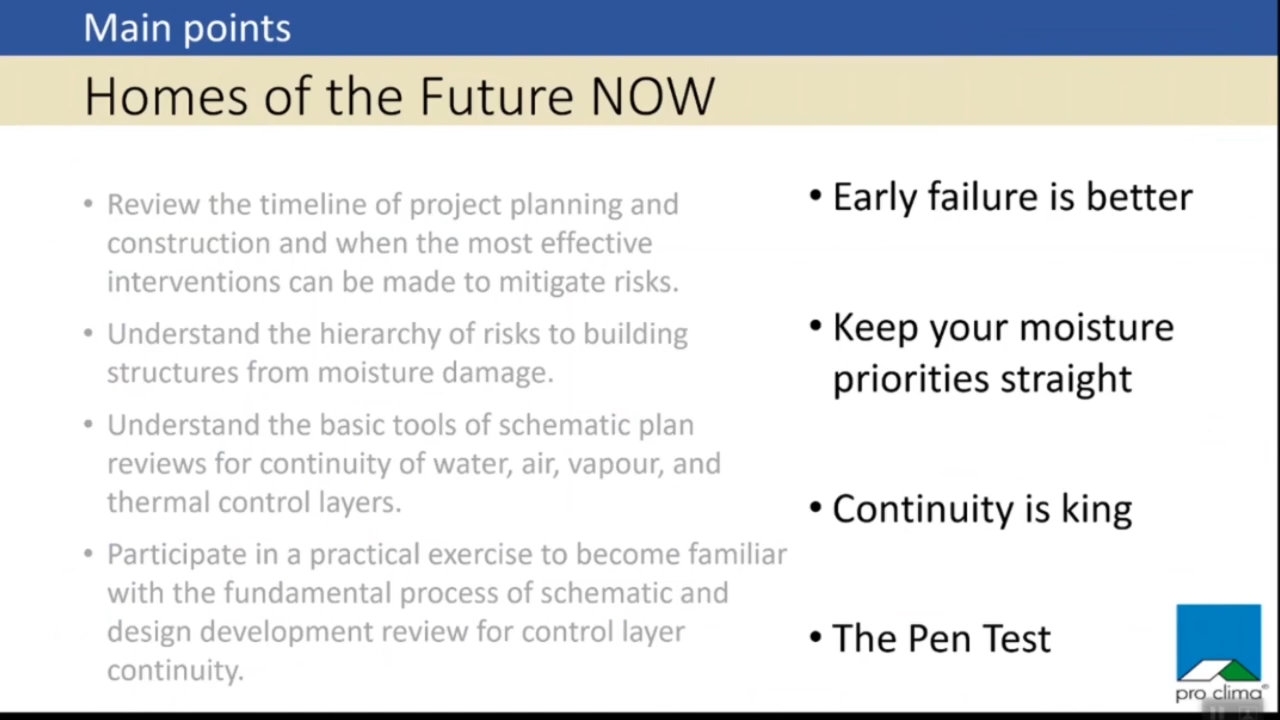 Main points
Homes of the Future NOW
• Review the timeline of project planning and
construction and when the most effective
interventions can be made to mitigate risks.
• Understand the hierarchy of risks to building
structures from moisture damage.
• Understand the basic tools of schematic plan
reviews for continuity of water, air, vapour, and
thermal control layers.
• Participate in a practical exercise to become familiar
with the fundamental process of schematic and
design development review for control layer
continuity.
• Early failure is better
• Keep your moisture
priorities straight
• Continuity is king
• The Pen Test
pro clima®